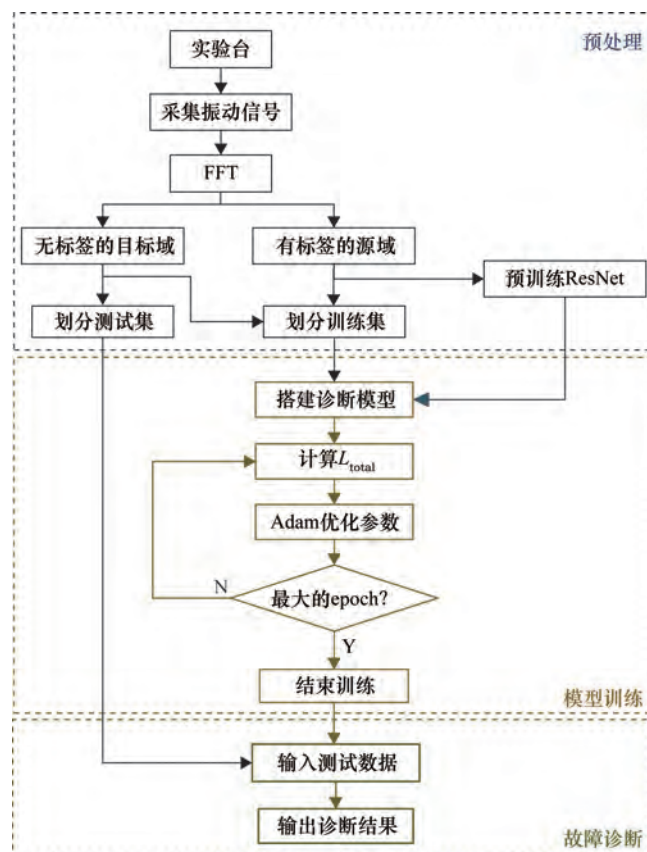 预处理
实验台
采集振动信号
FFT
无标签的目标域
有标签的源域
预训练ResNet
划分测试集
划分训练集
搭建诊断模型
计算L_total
Adam优化参数
最大的epoch?
N
Y
结束训练
模型训练
输入测试数据
输出诊断结果
故障诊断